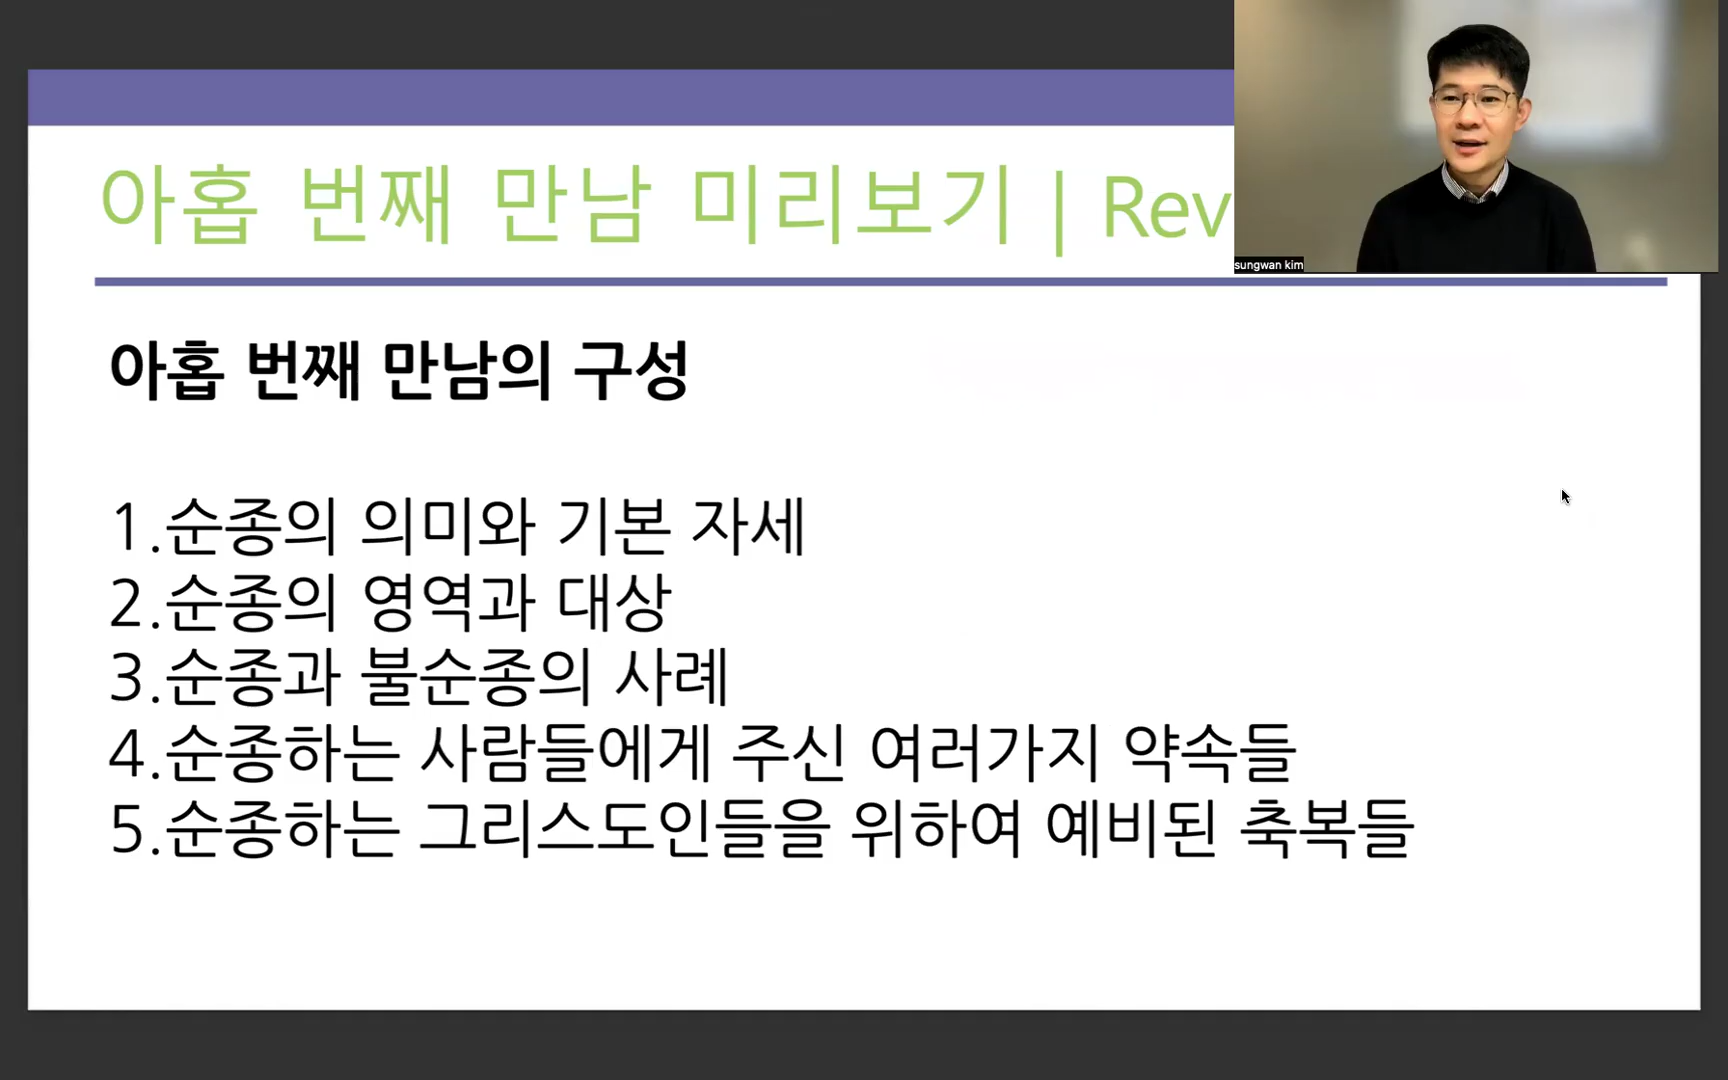 아홉 번째 만남 미리보기 | Rev
sungwan kim
아홉 번째 만남의 구성
1.순종의 의미와 기본 자세
2.순종의 영역과 대상
3.순종과 불순종의 사례
4.순종하는 사람들에게 주신 여러가지 약속들
5.순종하는 그리스도인들을 위하여 예비된 축복들